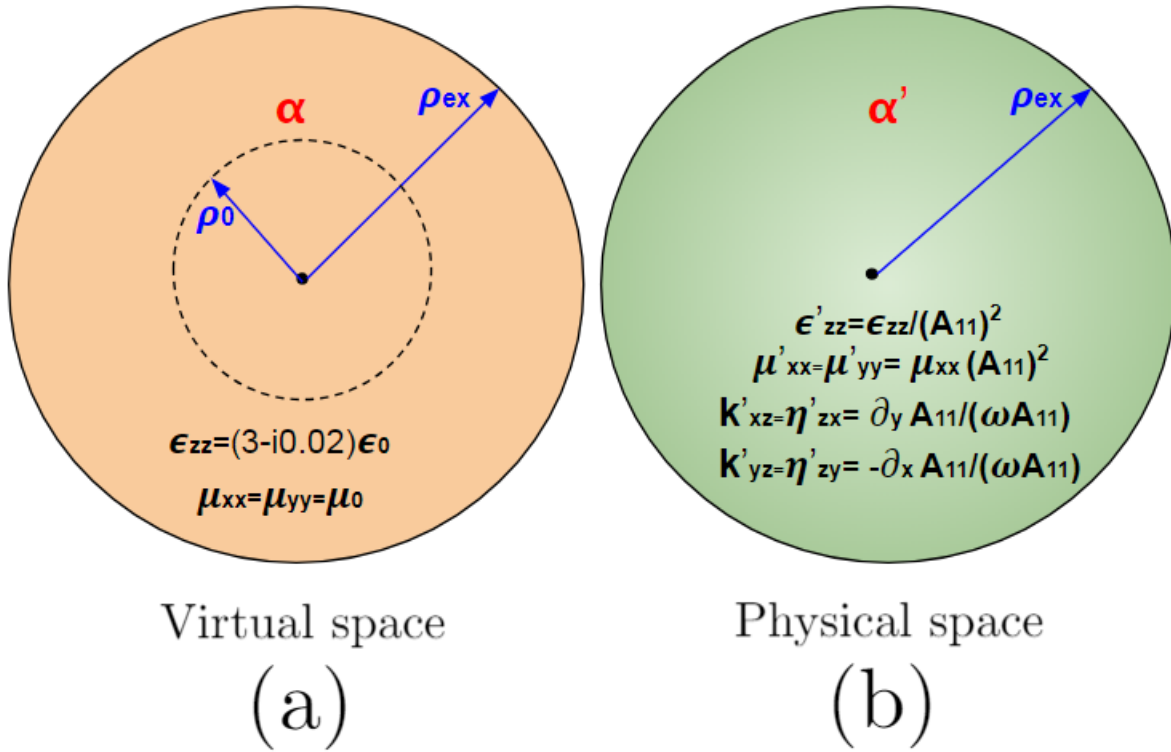 α
ρex
ρ0
ϵzz=(3-i0.02)ϵ0
μxx=μyy=μ0
Virtual space
(a)
α’
ρex
ϵ’zz=ϵzz/(A11)²
μ’xx=μ’yy= μxx (A11)²
k’xz=η’zx= ∂y A11/(ωA11)
k’yz=η’zy= -∂x A11/(ωA11)
Physical space
(b)